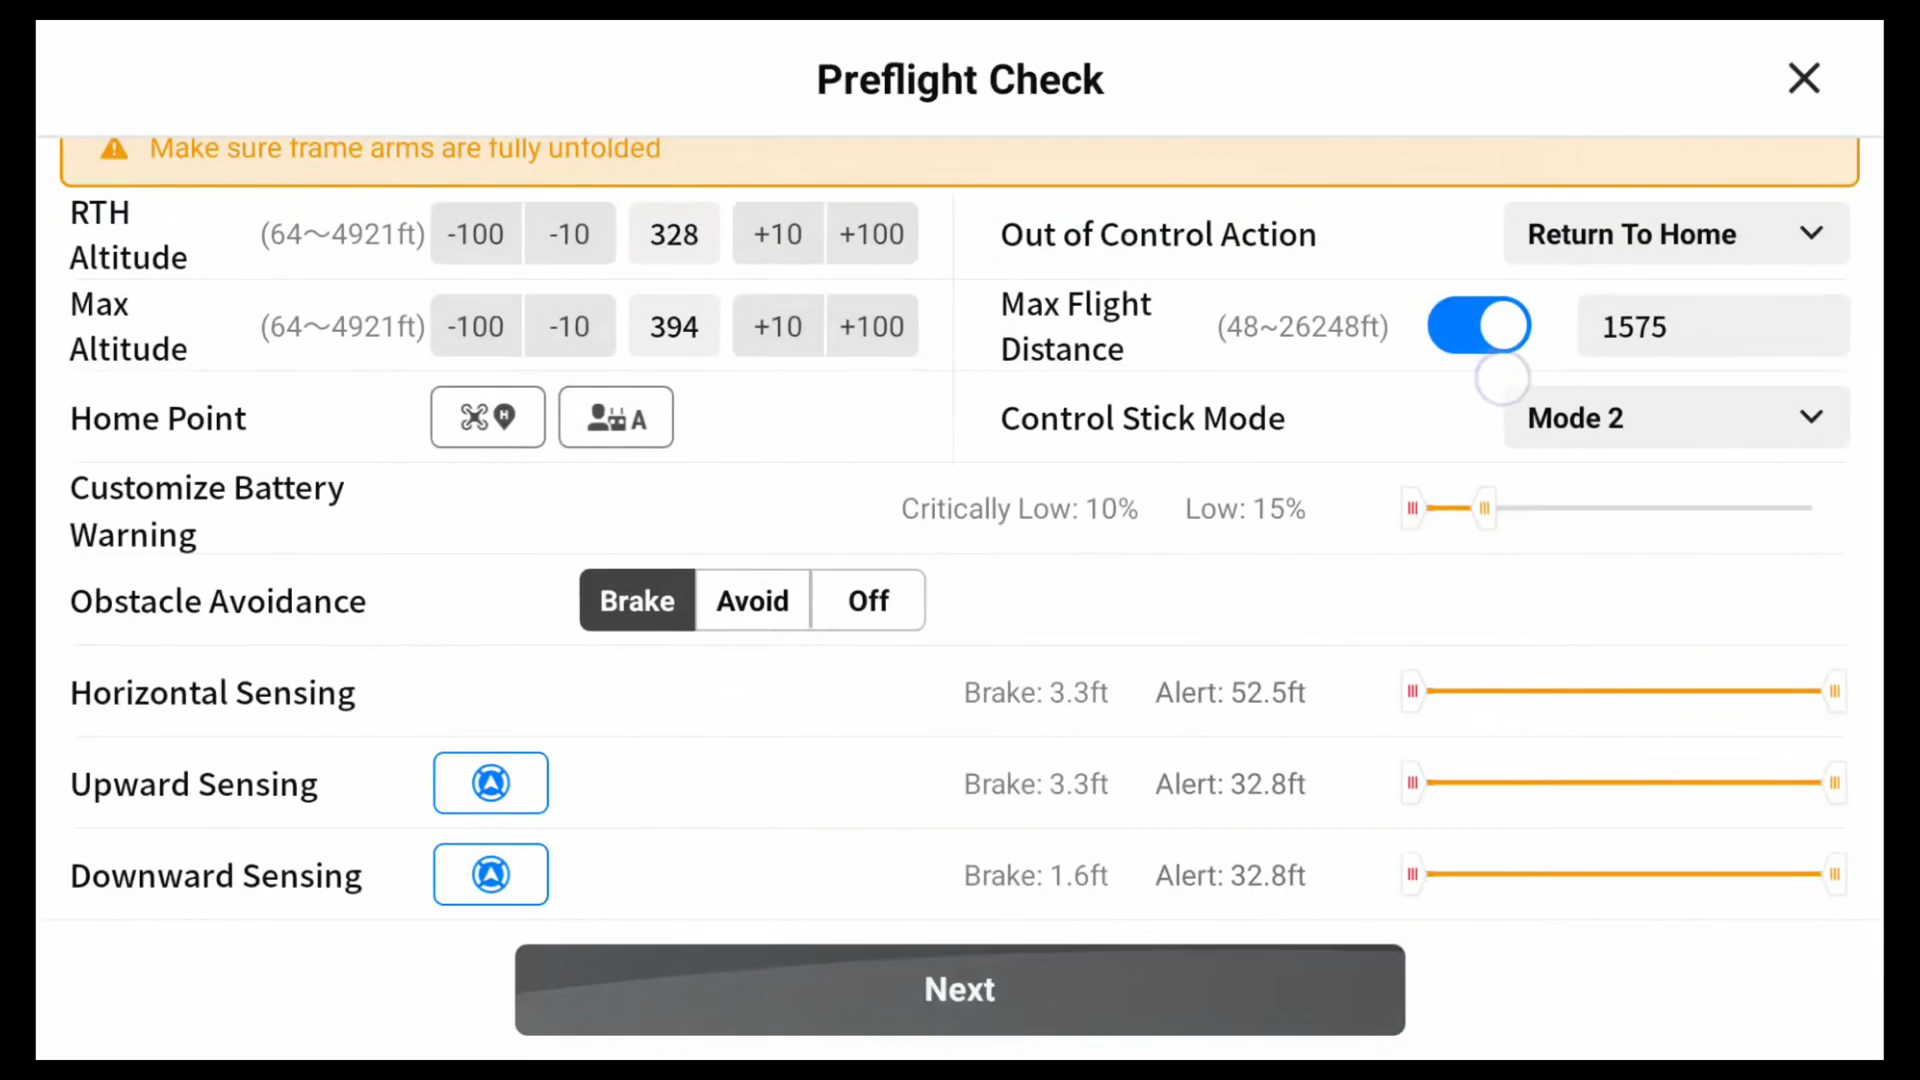 Preflight Check
Make sure frame arms are fully unfolded
RTH Altitude (64～4921ft) -100 -10 328 +10 +100
Out of Control Action Return To Home
Max Altitude (64～4921ft) -100 -10 394 +10 +100
Max Flight Distance (48~26248ft) 1575
Home Point H A
Control Stick Mode Mode 2
Customize Battery Warning Critically Low: 10% Low: 15%
Obstacle Avoidance Brake Avoid Off
Horizontal Sensing Brake: 3.3ft Alert: 52.5ft
Upward Sensing Brake: 3.3ft Alert: 32.8ft
Downward Sensing Brake: 1.6ft Alert: 32.8ft
Next